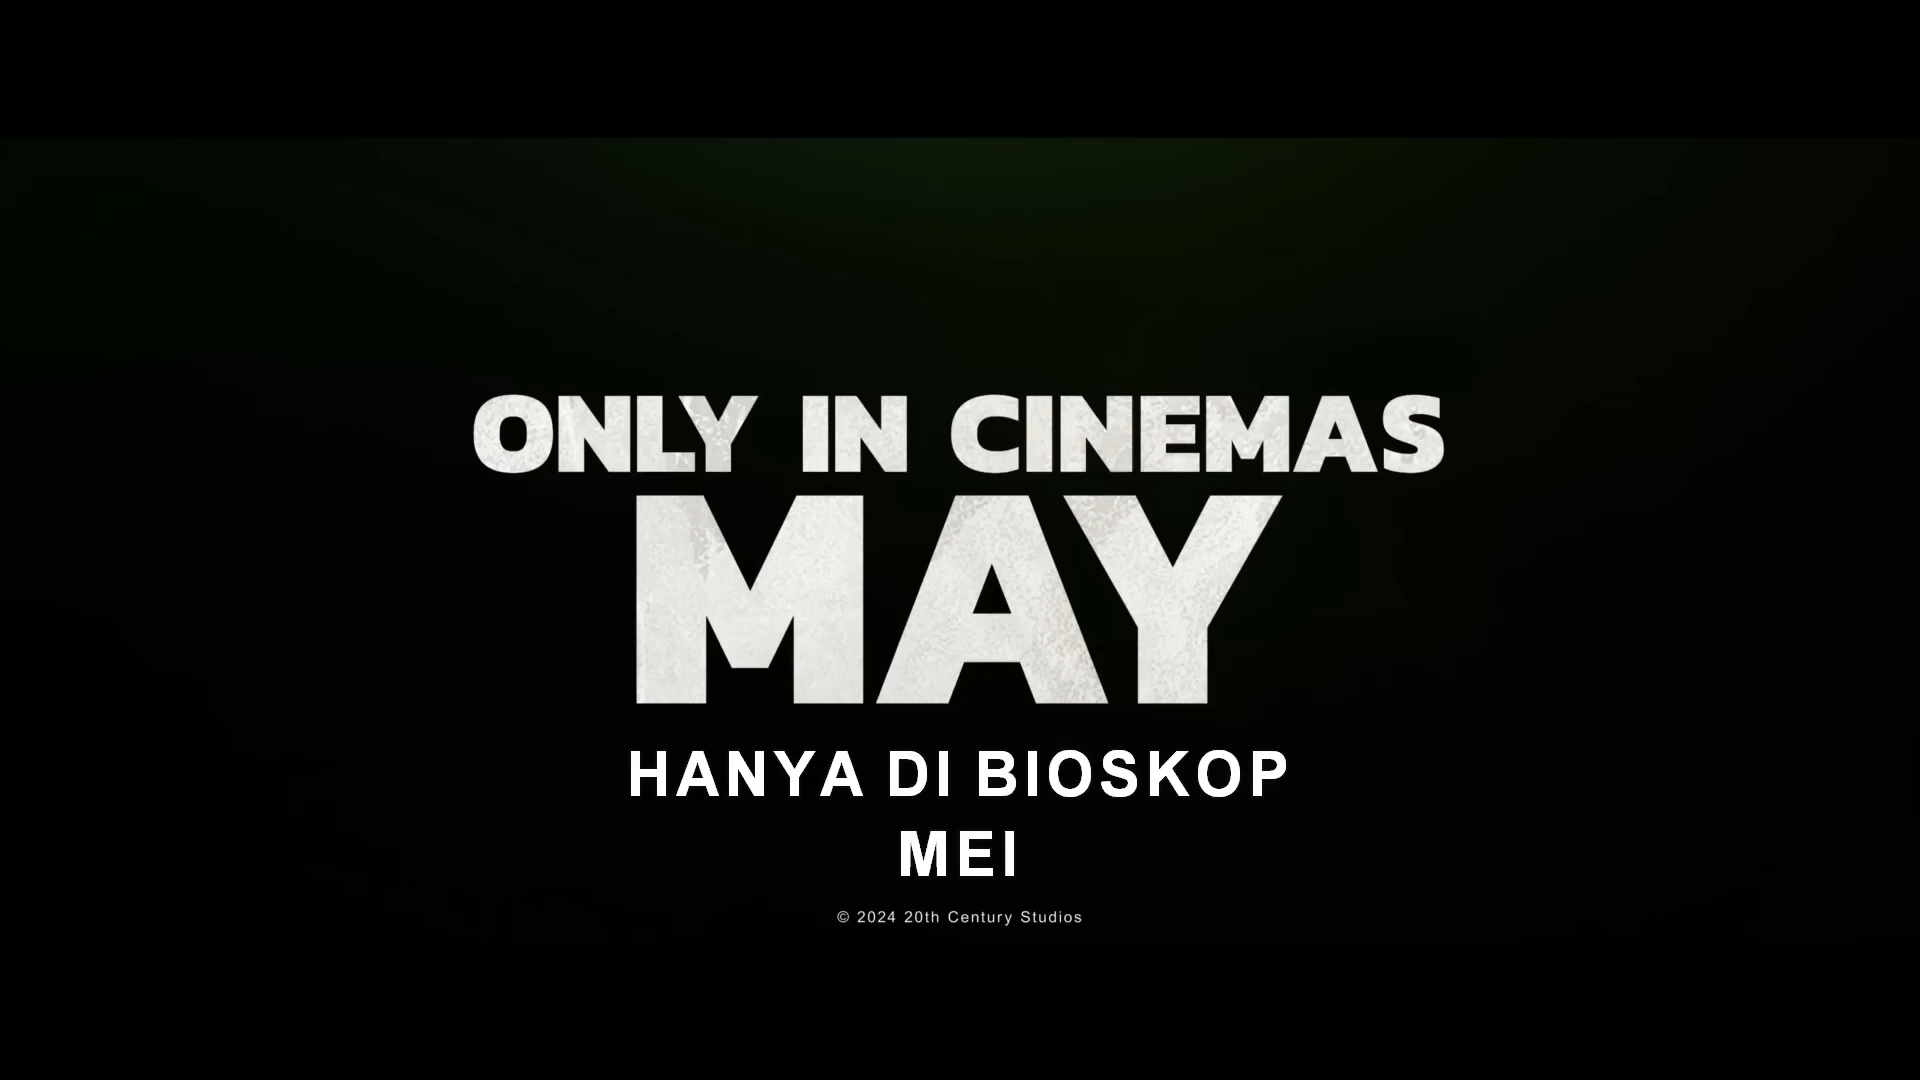 ONLY IN CINEMAS
MAY
HANYA DI BIOSKOP
MEI
© 2024 20th Century Studios